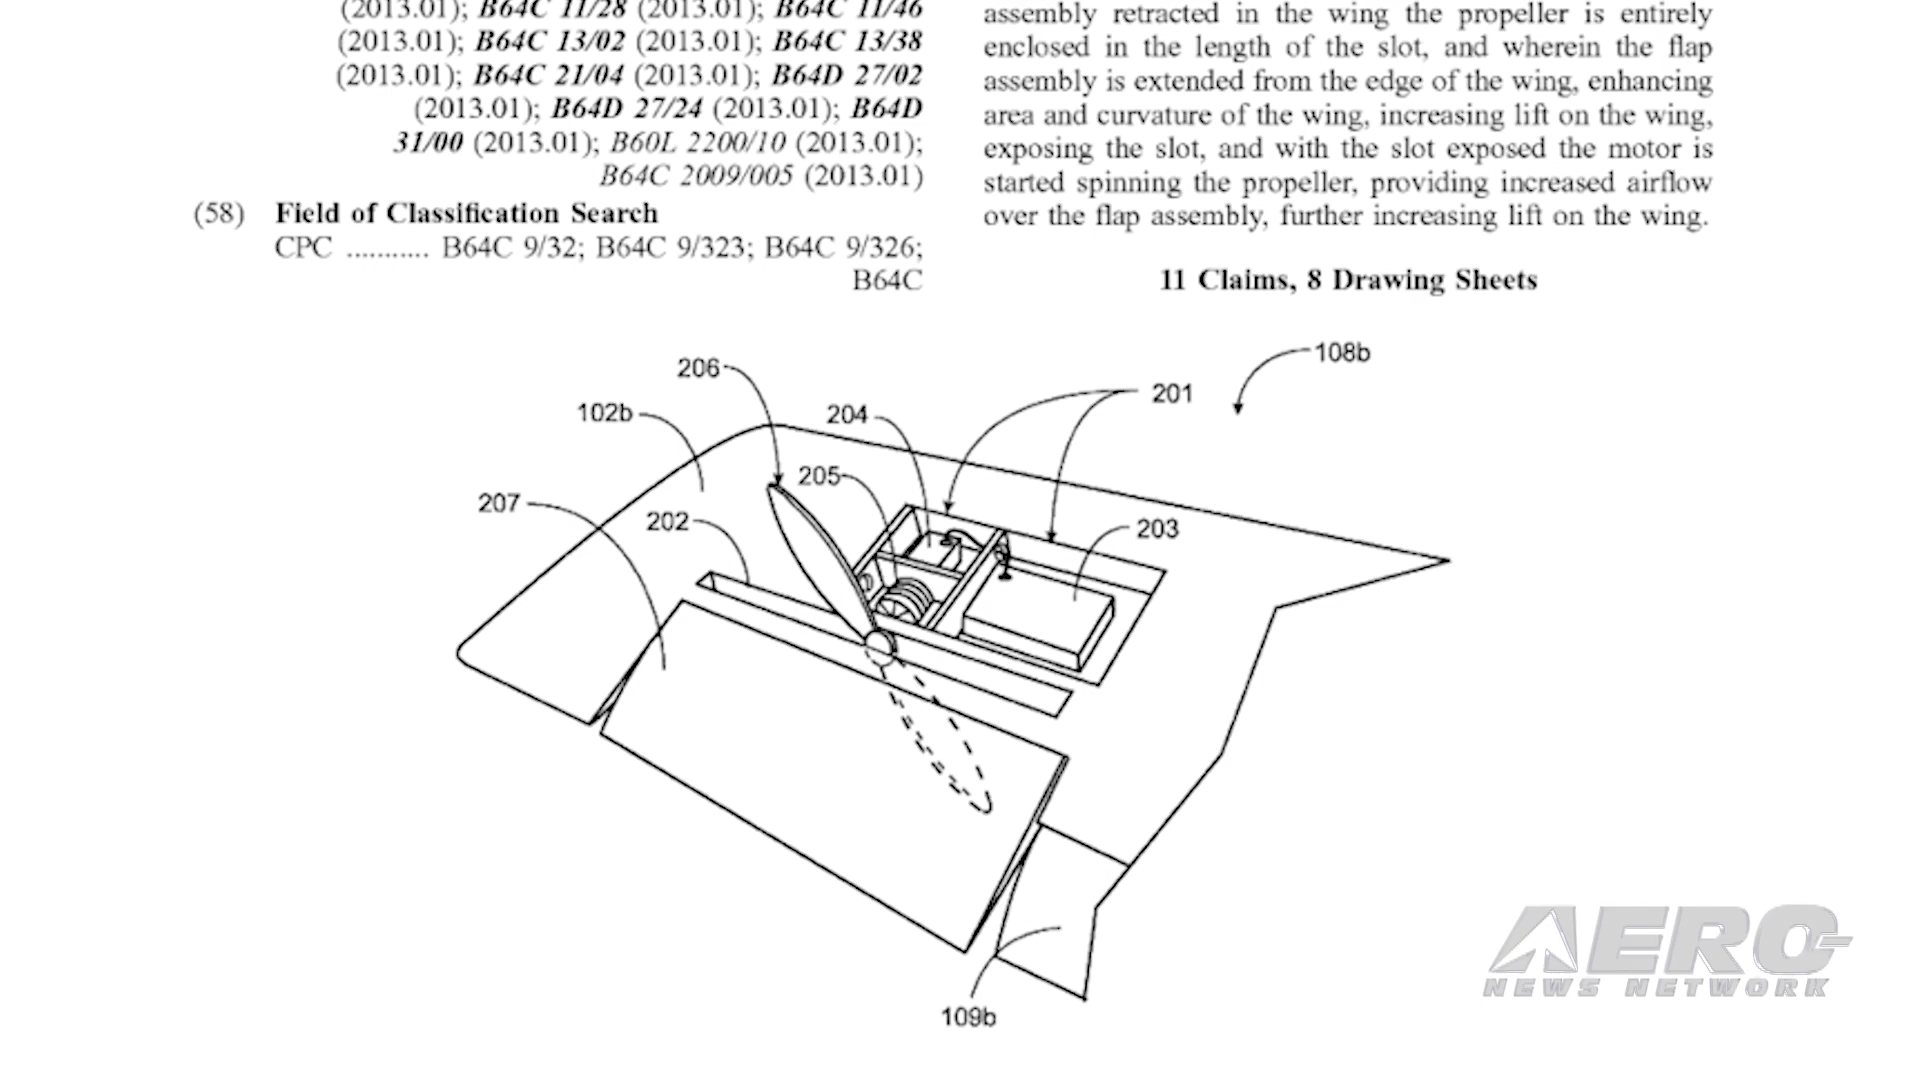 (2013.01); B64C 11/28 (2013.01); B64C 11/46
(2013.01); B64C 13/02 (2013.01); B64C 13/38
(2013.01); B64C 21/04 (2013.01); B64D 27/02
(2013.01); B64D 27/24 (2013.01); B64D
31/00 (2013.01); B60L 2200/10 (2013.01);
B64C 2009/005 (2013.01)
(58) Field of Classification Search
CPC ........... B64C 9/32; B64C 9/323; B64C 9/326;
B64C
assembly retracted in the wing the propeller is entirely
enclosed in the length of the slot, and wherein the flap
assembly is extended from the edge of the wing, enhancing
area and curvature of the wing, increasing lift on the wing,
exposing the slot, and with the slot exposed the motor is
started spinning the propeller, providing increased airflow
over the flap assembly, further increasing lift on the wing.
11 Claims, 8 Drawing Sheets
108b
206
201
102b
204
205
207
202
203
109b
AERO
NEWS NETWORK